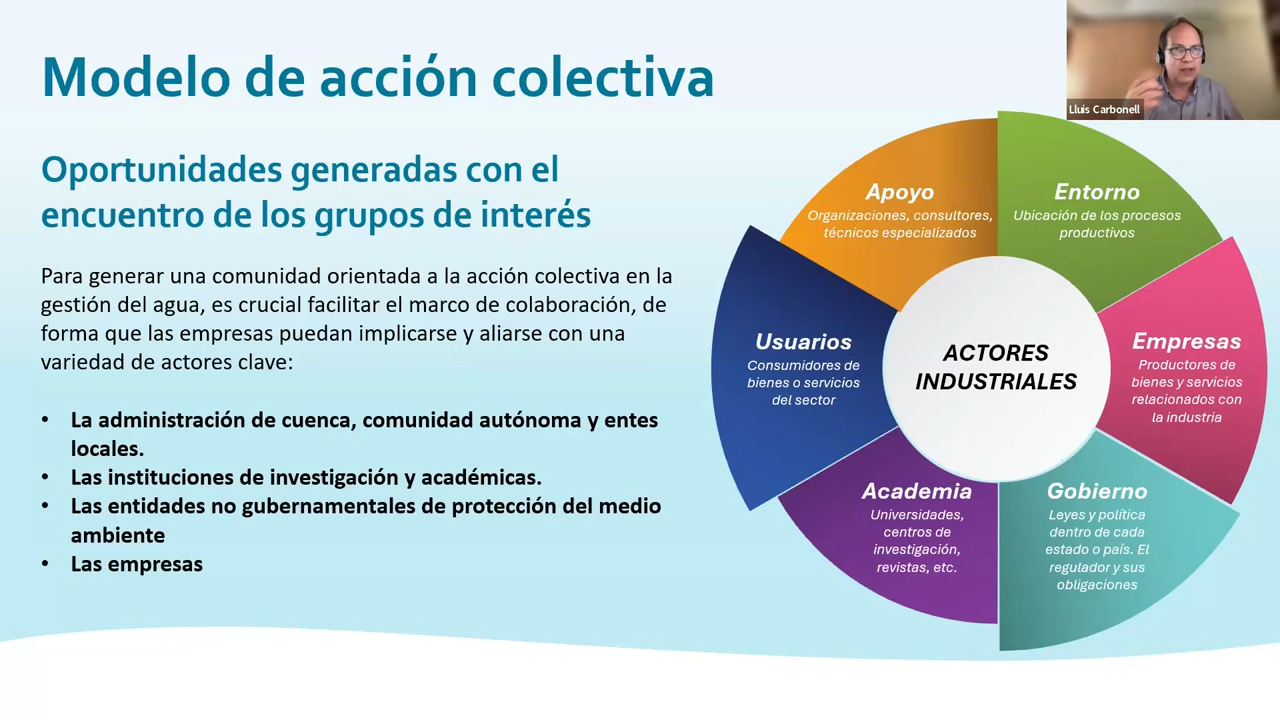 Modelo de acción colectiva
Oportunidades generadas con el
encuentro de los grupos de interés
Para generar una comunidad orientada a la acción colectiva en la
gestión del agua, es crucial facilitar el marco de colaboración, de
forma que las empresas puedan implicarse y aliarse con una
variedad de actores clave:
• La administración de cuenca, comunidad autónoma y entes
locales.
• Las instituciones de investigación y académicas.
• Las entidades no gubernamentales de protección del medio
ambiente
• Las empresas
Lluís Carbonell
Apoyo
Organizaciones, consultores,
técnicos especializados
Entorno
Ubicación de los procesos
productivos
Usuarios
Consumidores de
bienes o servicios
del sector
ACTORES
INDUSTRIALES
Empresas
Productores de
bienes y servicios
relacionados con
la industria
Academia
Universidades,
centros de
investigación,
revistas, etc.
Gobierno
Leyes y política
dentro de cada
estado o país. El
regulador y sus
obligaciones